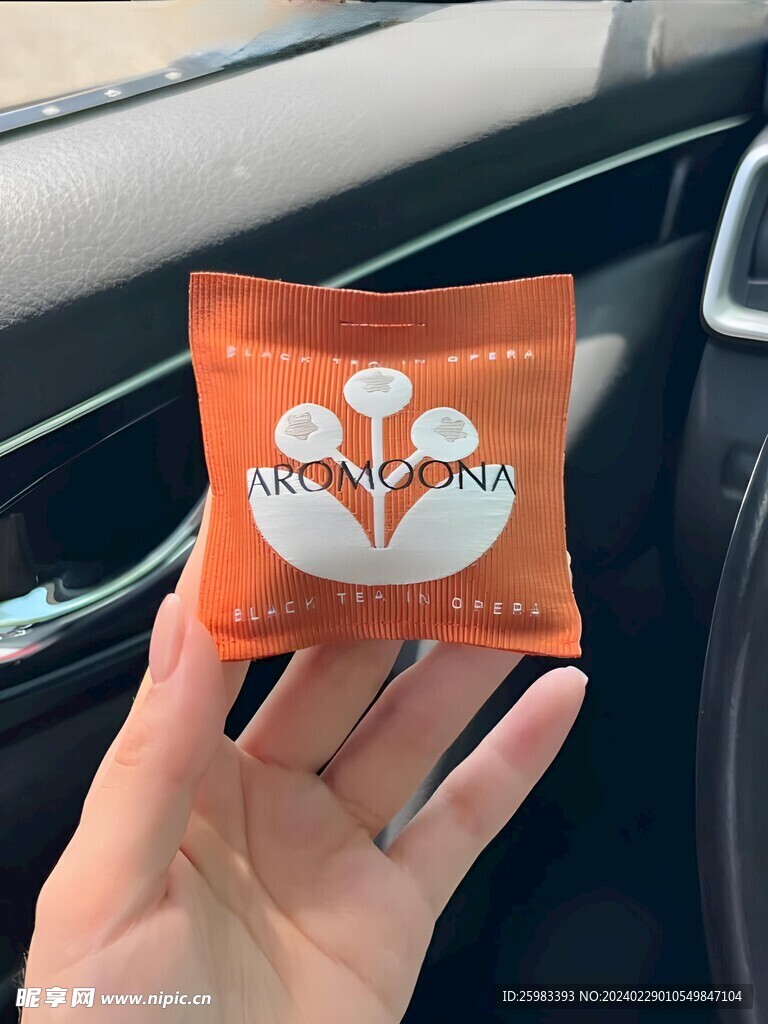 BLACK TEA IN OPERA
AROMOONA
BLACK TEA IN OPERA
昵享网 www.nipic.cn
ID:25983393 NO:20240229010549847104